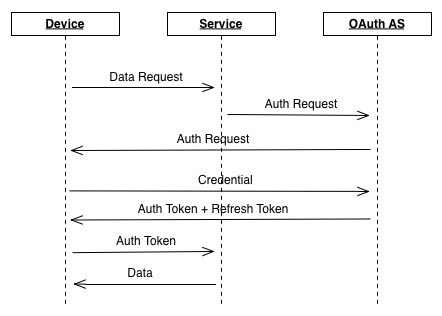 Device
Service
OAuth AS
Data Request
Auth Request
Auth Request
Credential
Auth Token + Refresh Token
Auth Token
Data